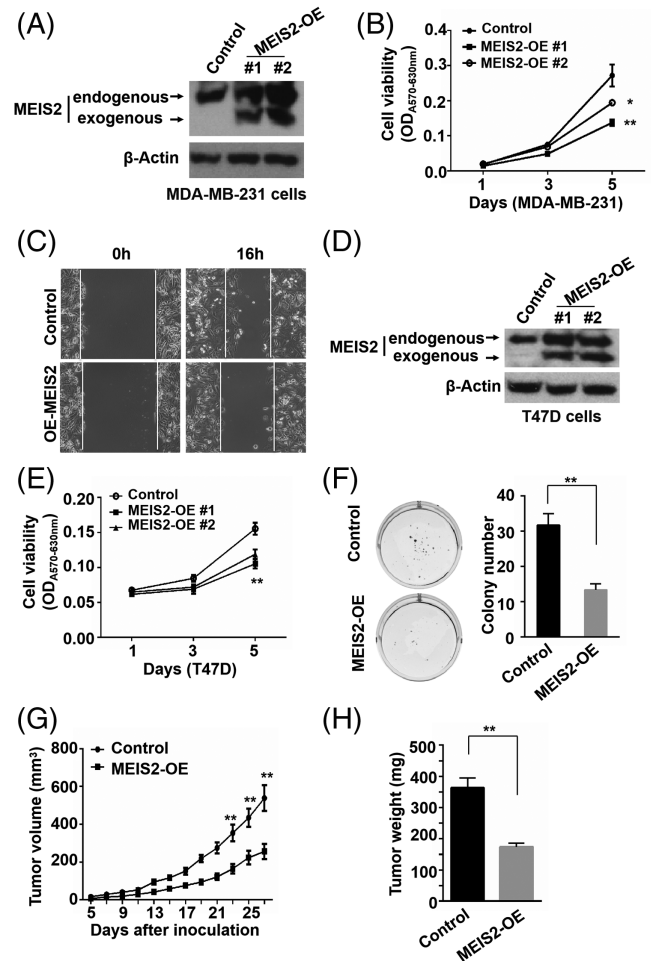 (A)
Control
MEIS2-OE
#1 #2
MEIS2
endogenous
exogenous
β-Actin
MDA-MB-231 cells
(B)
Control
MEIS2-OE #1
MEIS2-OE #2
Cell viability
(OD A570-630nm)
0.4
0.3
0.2
0.1
0.0
*
**
1 3 5
Days (MDA-MB-231)
(C)
0h 16h
Control
OE-MEIS2
(D)
Control
MEIS2-OE
#1 #2
MEIS2
endogenous
exogenous
β-Actin
T47D cells
(E)
Control
MEIS2-OE #1
MEIS2-OE #2
Cell viability
(OD A570-630nm)
0.20
0.15
0.10
0.05
0.00
**
1 3 5
Days (T47D)
(F)
Control
MEIS2-OE
Colony number
40
30
20
10
0
**
Control
MEIS2-OE
(G)
Control
MEIS2-OE
Tumor volume (mm³)
800
600
400
200
0
** ** **
5 9 13 17 21 25
Days after inoculation
(H)
Tumor weight (mg)
500
400
300
200
100
0
**
Control
MEIS2-OE